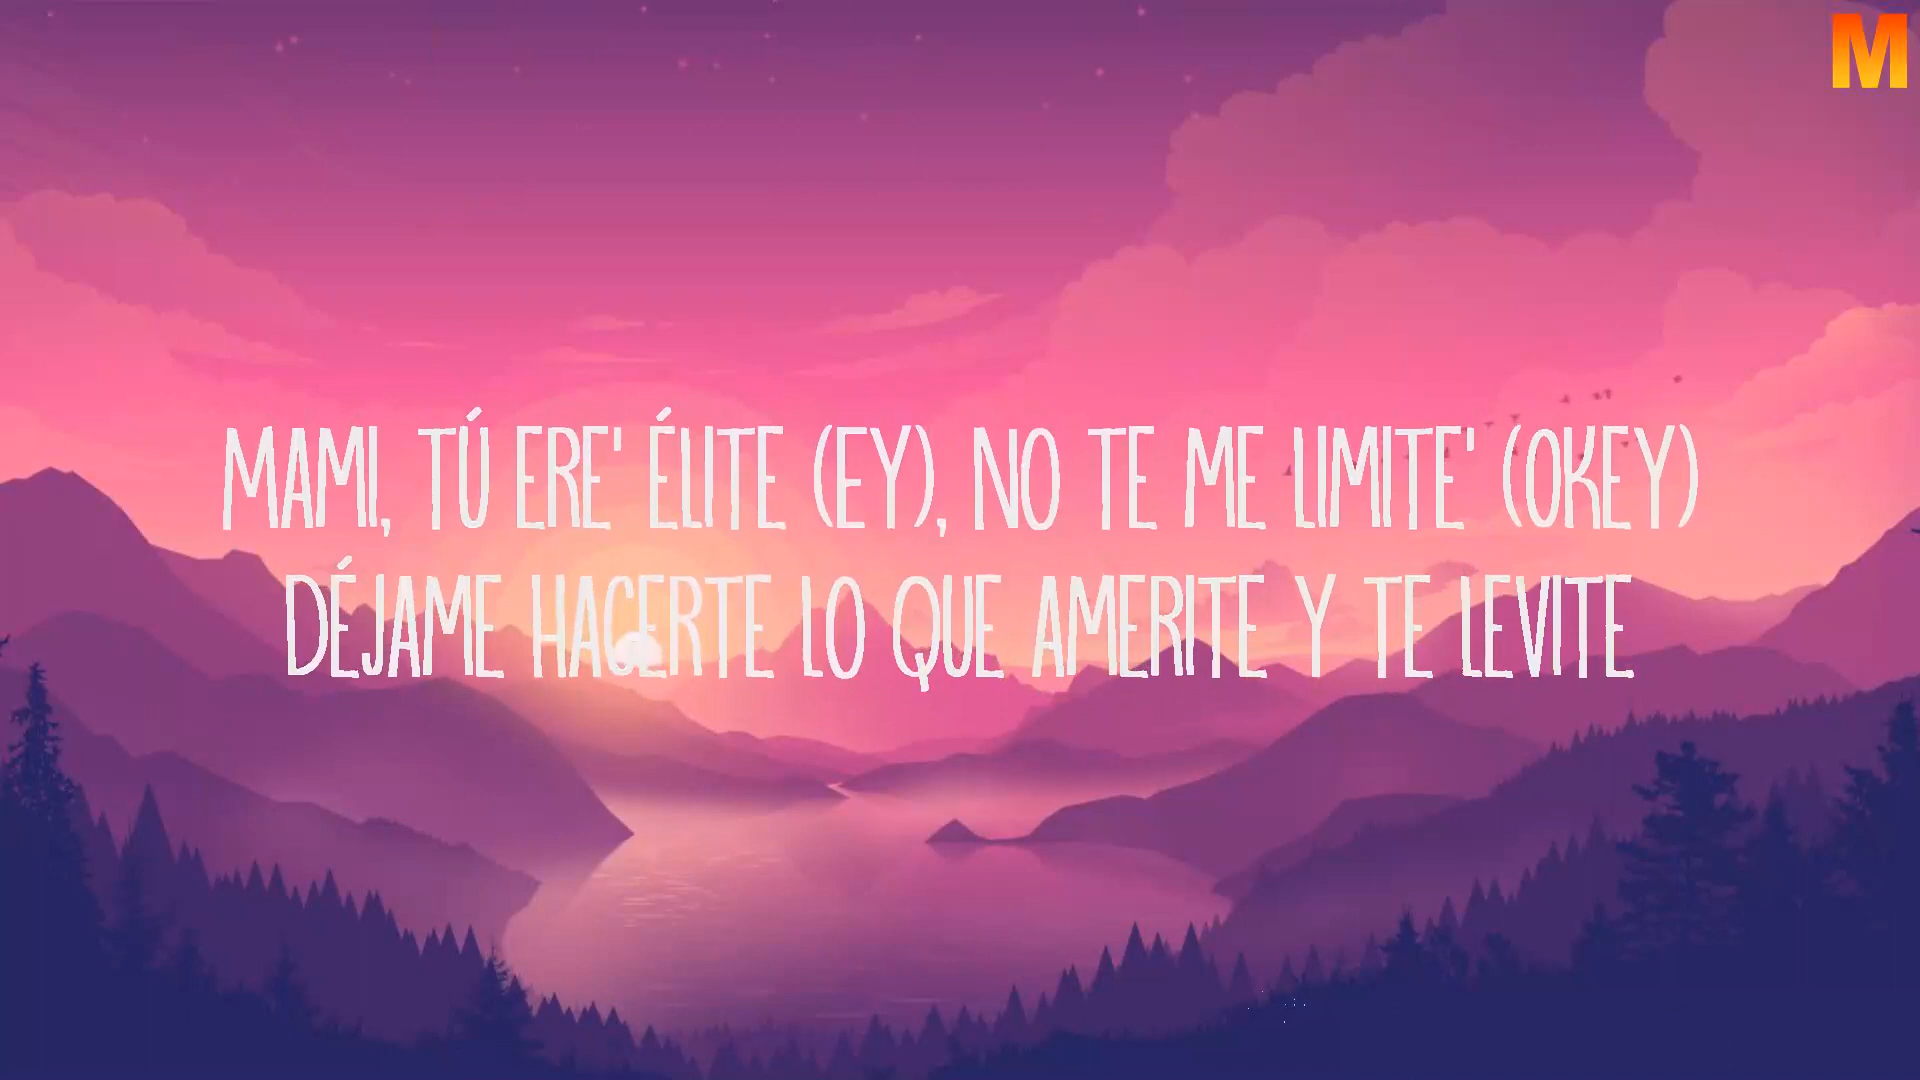 M
MAMI, TÚ ERE' ÉLITE (EY), NO TE ME LIMITE' (OKEY)
DÉJAME HACERTE LO QUE AMERITE Y TE LEVITE